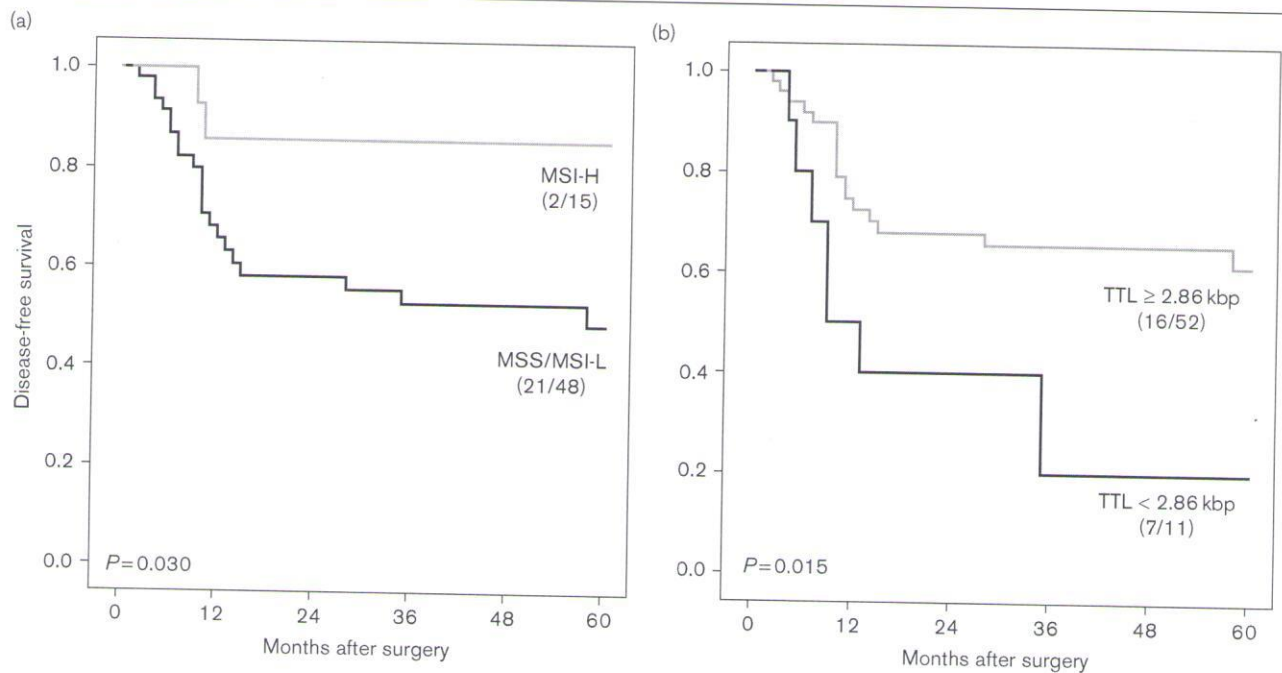 (a)
1.0
0.8
0.6
0.4
0.2
0.0
Disease-free survival
MSI-H
(2/15)
MSS/MSI-L
(21/48)
P=0.030
0 12 24 36 48 60
Months after surgery
(b)
1.0
0.8
0.6
0.4
0.2
0.0
TTL ≥ 2.86 kbp
(16/52)
TTL < 2.86 kbp
(7/11)
P=0.015
0 12 24 36 48 60
Months after surgery